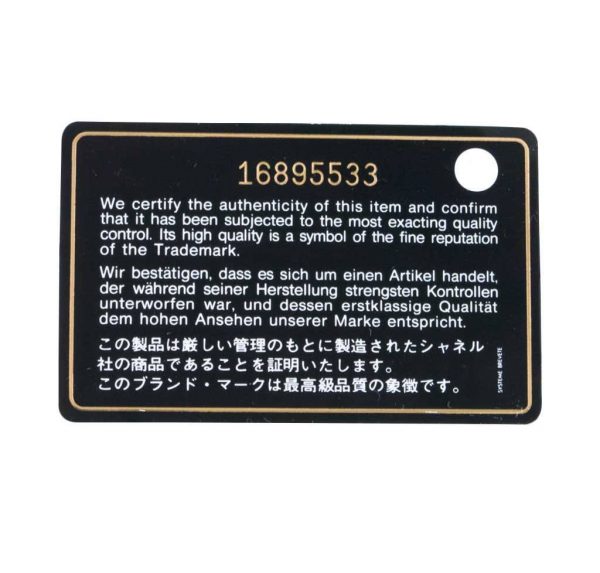 16895533
We certify the authenticity of this item and confirm
that it has been subjected to the most exacting quality
control. Its high quality is a symbol of the fine reputation
of the Trademark.
Wir bestätigen, dass es sich um einen Artikel handelt,
der während seiner Herstellung strengsten Kontrollen
unterworfen war, und dessen erstklassige Qualität
dem hohen Ansehen unserer Marke entspricht.
この製品は厳しい管理のもとに製造されたシャネル
社の商品であることを証明いたします。
このブランド・マークは最高級品質の象徴です。
SYSTEME BREVETE